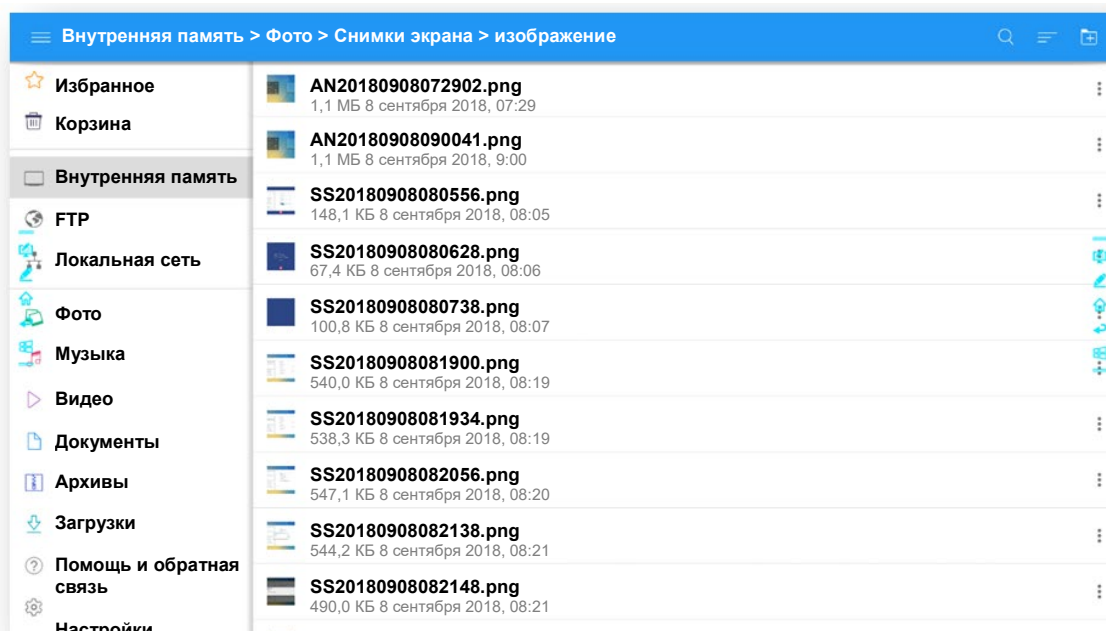 Внутренняя память > Фото > Снимки экрана > изображение
Избранное
Корзина
Внутренняя память
FTP
Локальная сеть
Фото
Музыка
Видео
Документы
Архивы
Загрузки
Помощь и обратная
связь
Настройки
AN20180908072902.png
1,1 МБ 8 сентября 2018, 07:29
AN20180908090041.png
1,1 МБ 8 сентября 2018, 9:00
SS20180908080556.png
148,1 КБ 8 сентября 2018, 08:05
SS20180908080628.png
67,4 КБ 8 сентября 2018, 08:06
SS20180908080738.png
100,8 КБ 8 сентября 2018, 08:07
SS20180908081900.png
540,0 КБ 8 сентября 2018, 08:19
SS20180908081934.png
538,3 КБ 8 сентября 2018, 08:19
SS20180908082056.png
547,1 КБ 8 сентября 2018, 08:20
SS20180908082138.png
544,2 КБ 8 сентября 2018, 08:21
SS20180908082148.png
490,0 КБ 8 сентября 2018, 08:21